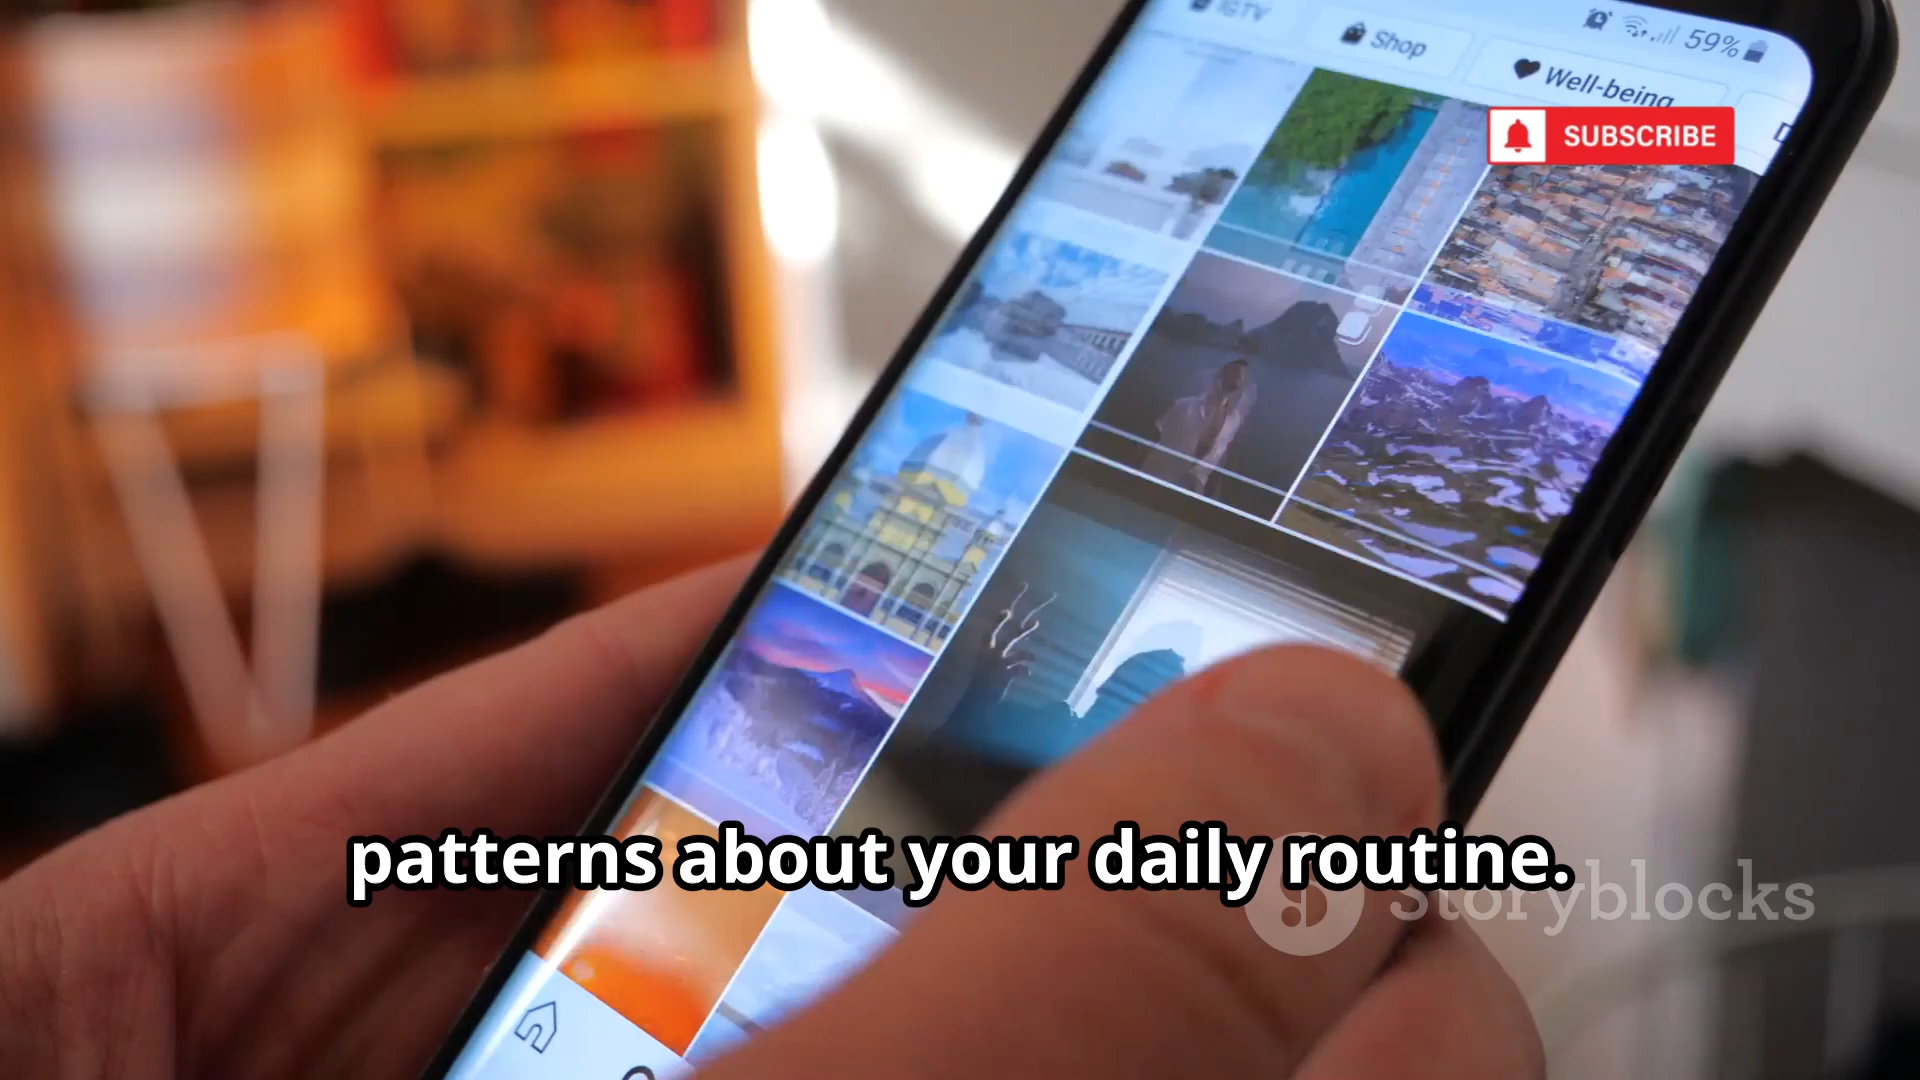 IGTV
Shop
Well-being
59%
SUBSCRIBE
patterns about your daily routine.
Storyblocks